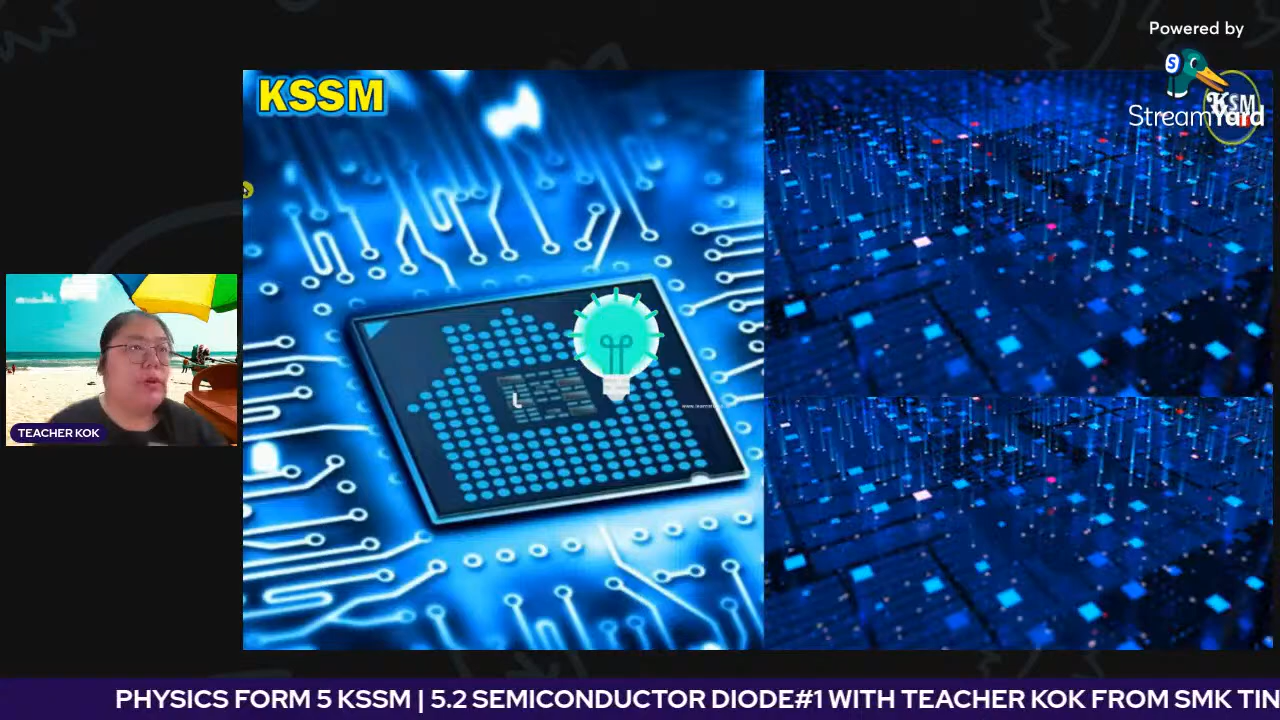 Powered by
KSSM
StreamYard
KSM
L
TEACHER KOK
PHYSICS FORM 5 KSSM | 5.2 SEMICONDUCTOR DIODE#1 WITH TEACHER KOK FROM SMK TIN